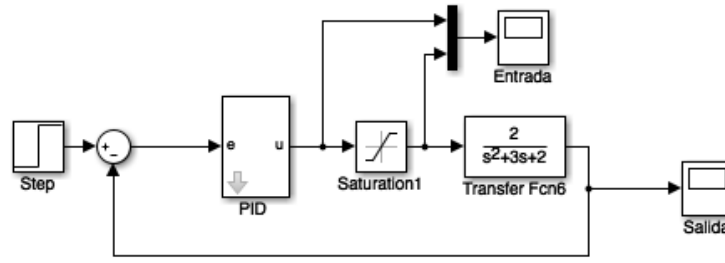 Entrada
+
-
e
u
2
s²+3s+2
Step
PID
Saturation1
Transfer Fcn6
Salida